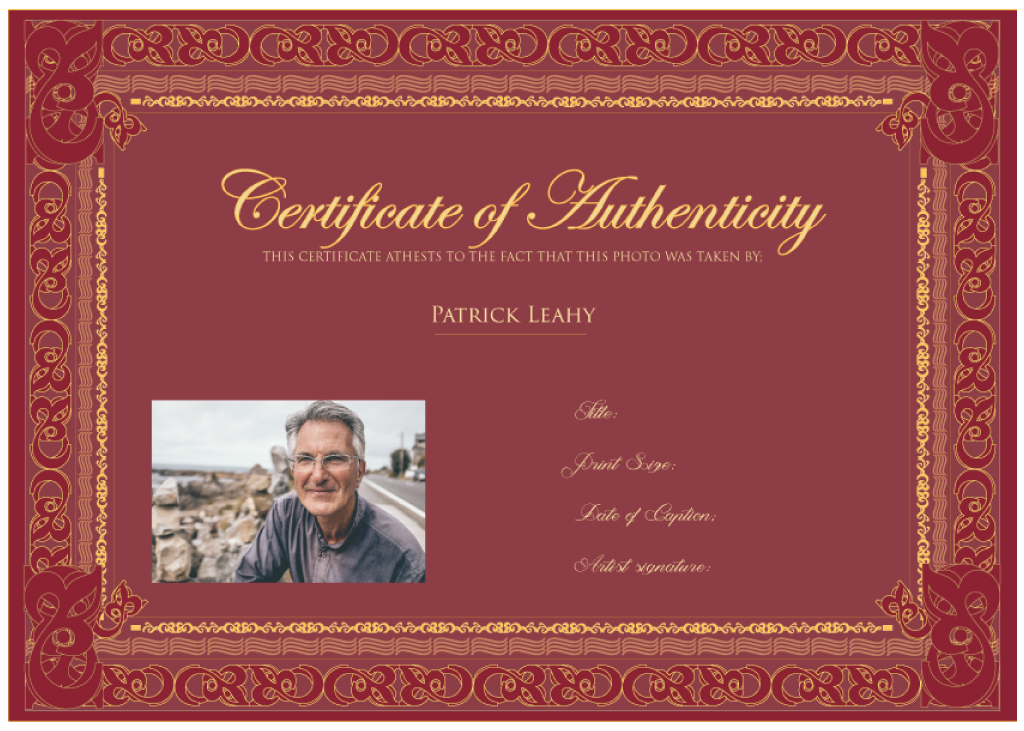 Certificate of Authenticity
THIS CERTIFICATE ATHESTS TO THE FACT THAT THIS PHOTO WAS TAKEN BY:
PATRICK LEAHY
Title:
Print Size:
Date of Caption:
Artist signature: